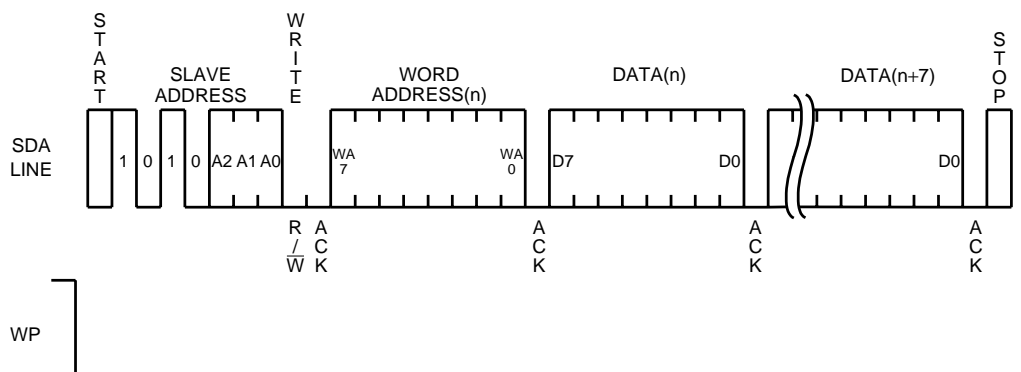 START
WRITE
STOP
SLAVE
ADDRESS
WORD
ADDRESS(n)
DATA(n)
DATA(n+7)
SDA
LINE
1 0 1 0 A2 A1 A0
WA
7
WA
0
D7
D0
D0
R
/
W
ACK
ACK
ACK
ACK
WP